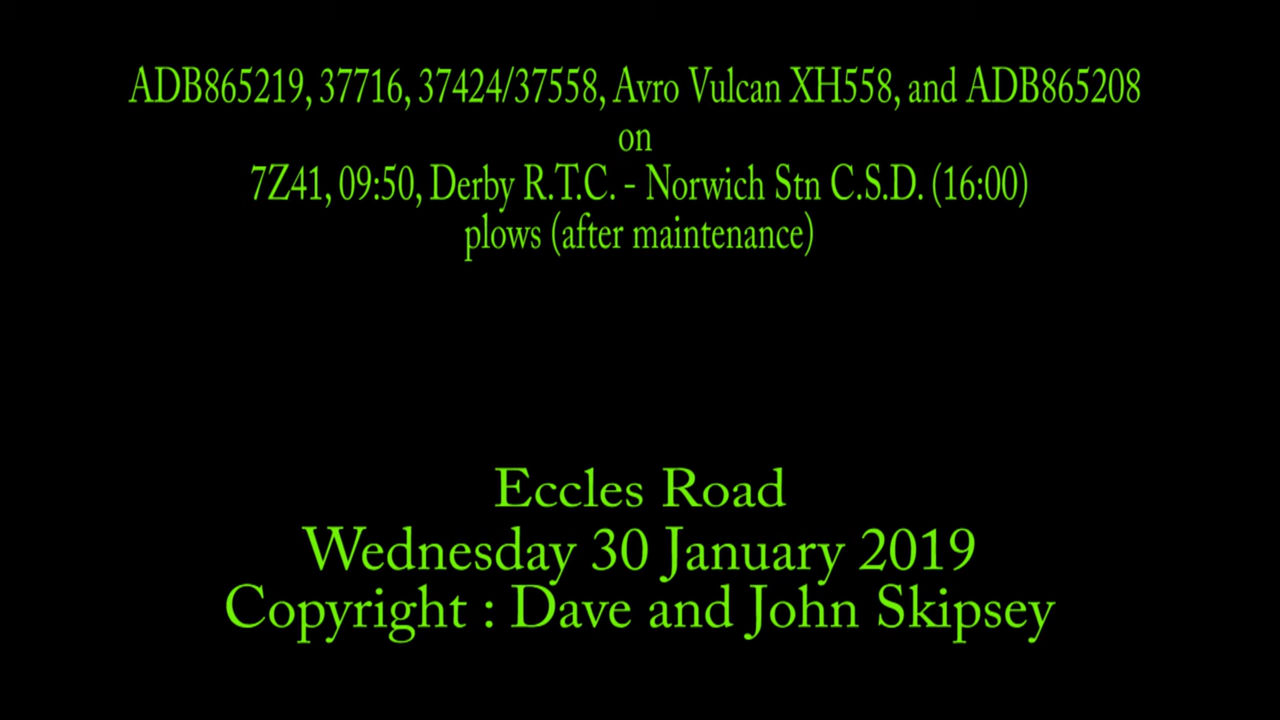 ADB865219, 37716, 37424/37558, Avro Vulcan XH558, and ADB865208
on
7Z41, 09:50, Derby R.T.C. - Norwich Stn C.S.D. (16:00)
plows (after maintenance)
Eccles Road
Wednesday 30 January 2019
Copyright : Dave and John Skipsey